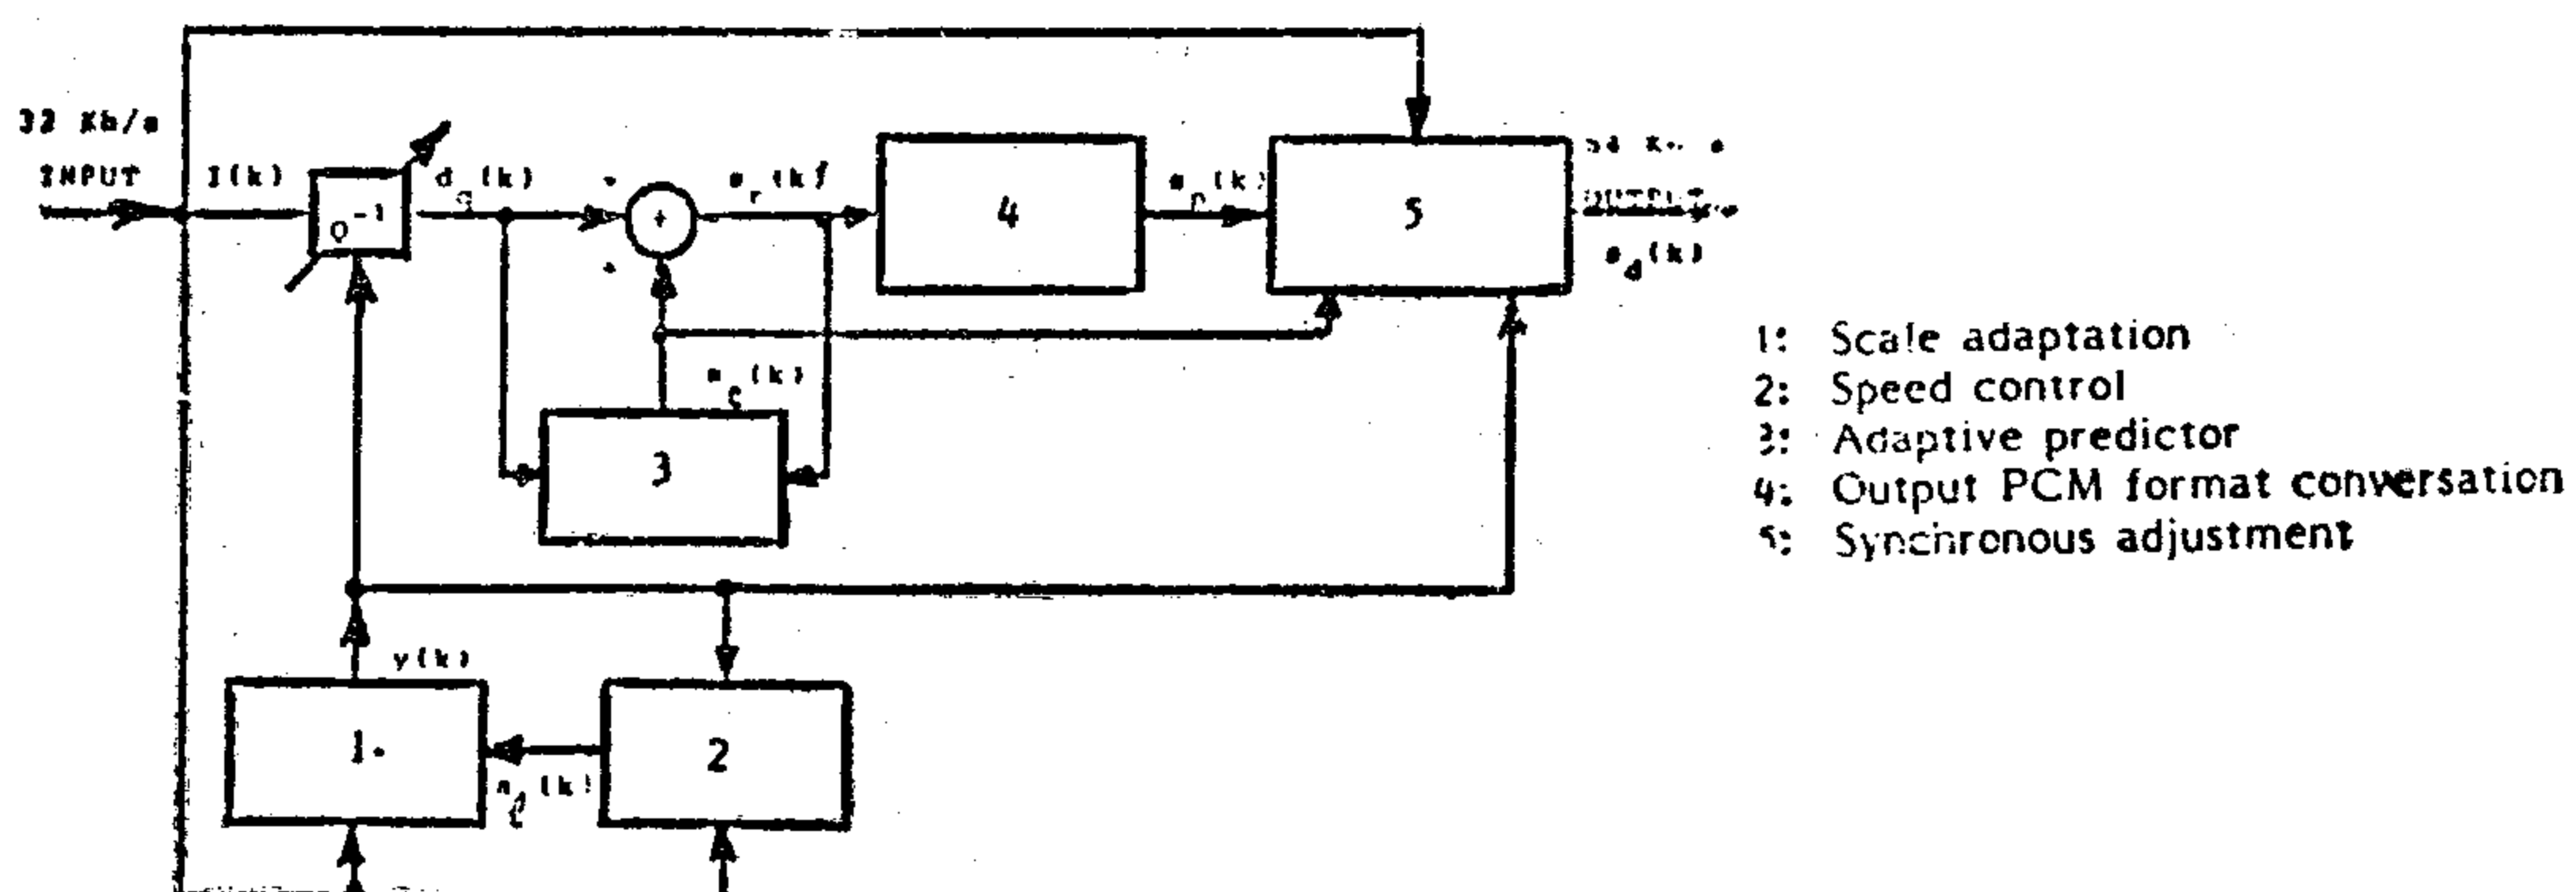 32 Kb/s
INPUT
I(k)
Q-1
d q (k)
+
+
+
(k)
4
p (k)
5
OUTPUT
d (k)
(k)
3
y(k)
1.
2
(k)
1: Scale adaptation
2: Speed control
3: Adaptive predictor
4: Output PCM format conversation
5: Synchronous adjustment